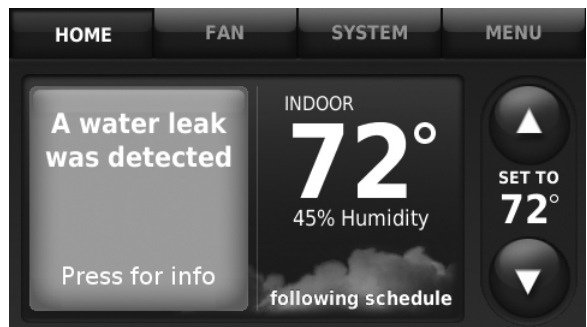 HOME
FAN
SYSTEM
MENU
A water leak
was detected
Press for info
INDOOR
72°
45% Humidity
following schedule
SET TO
72°